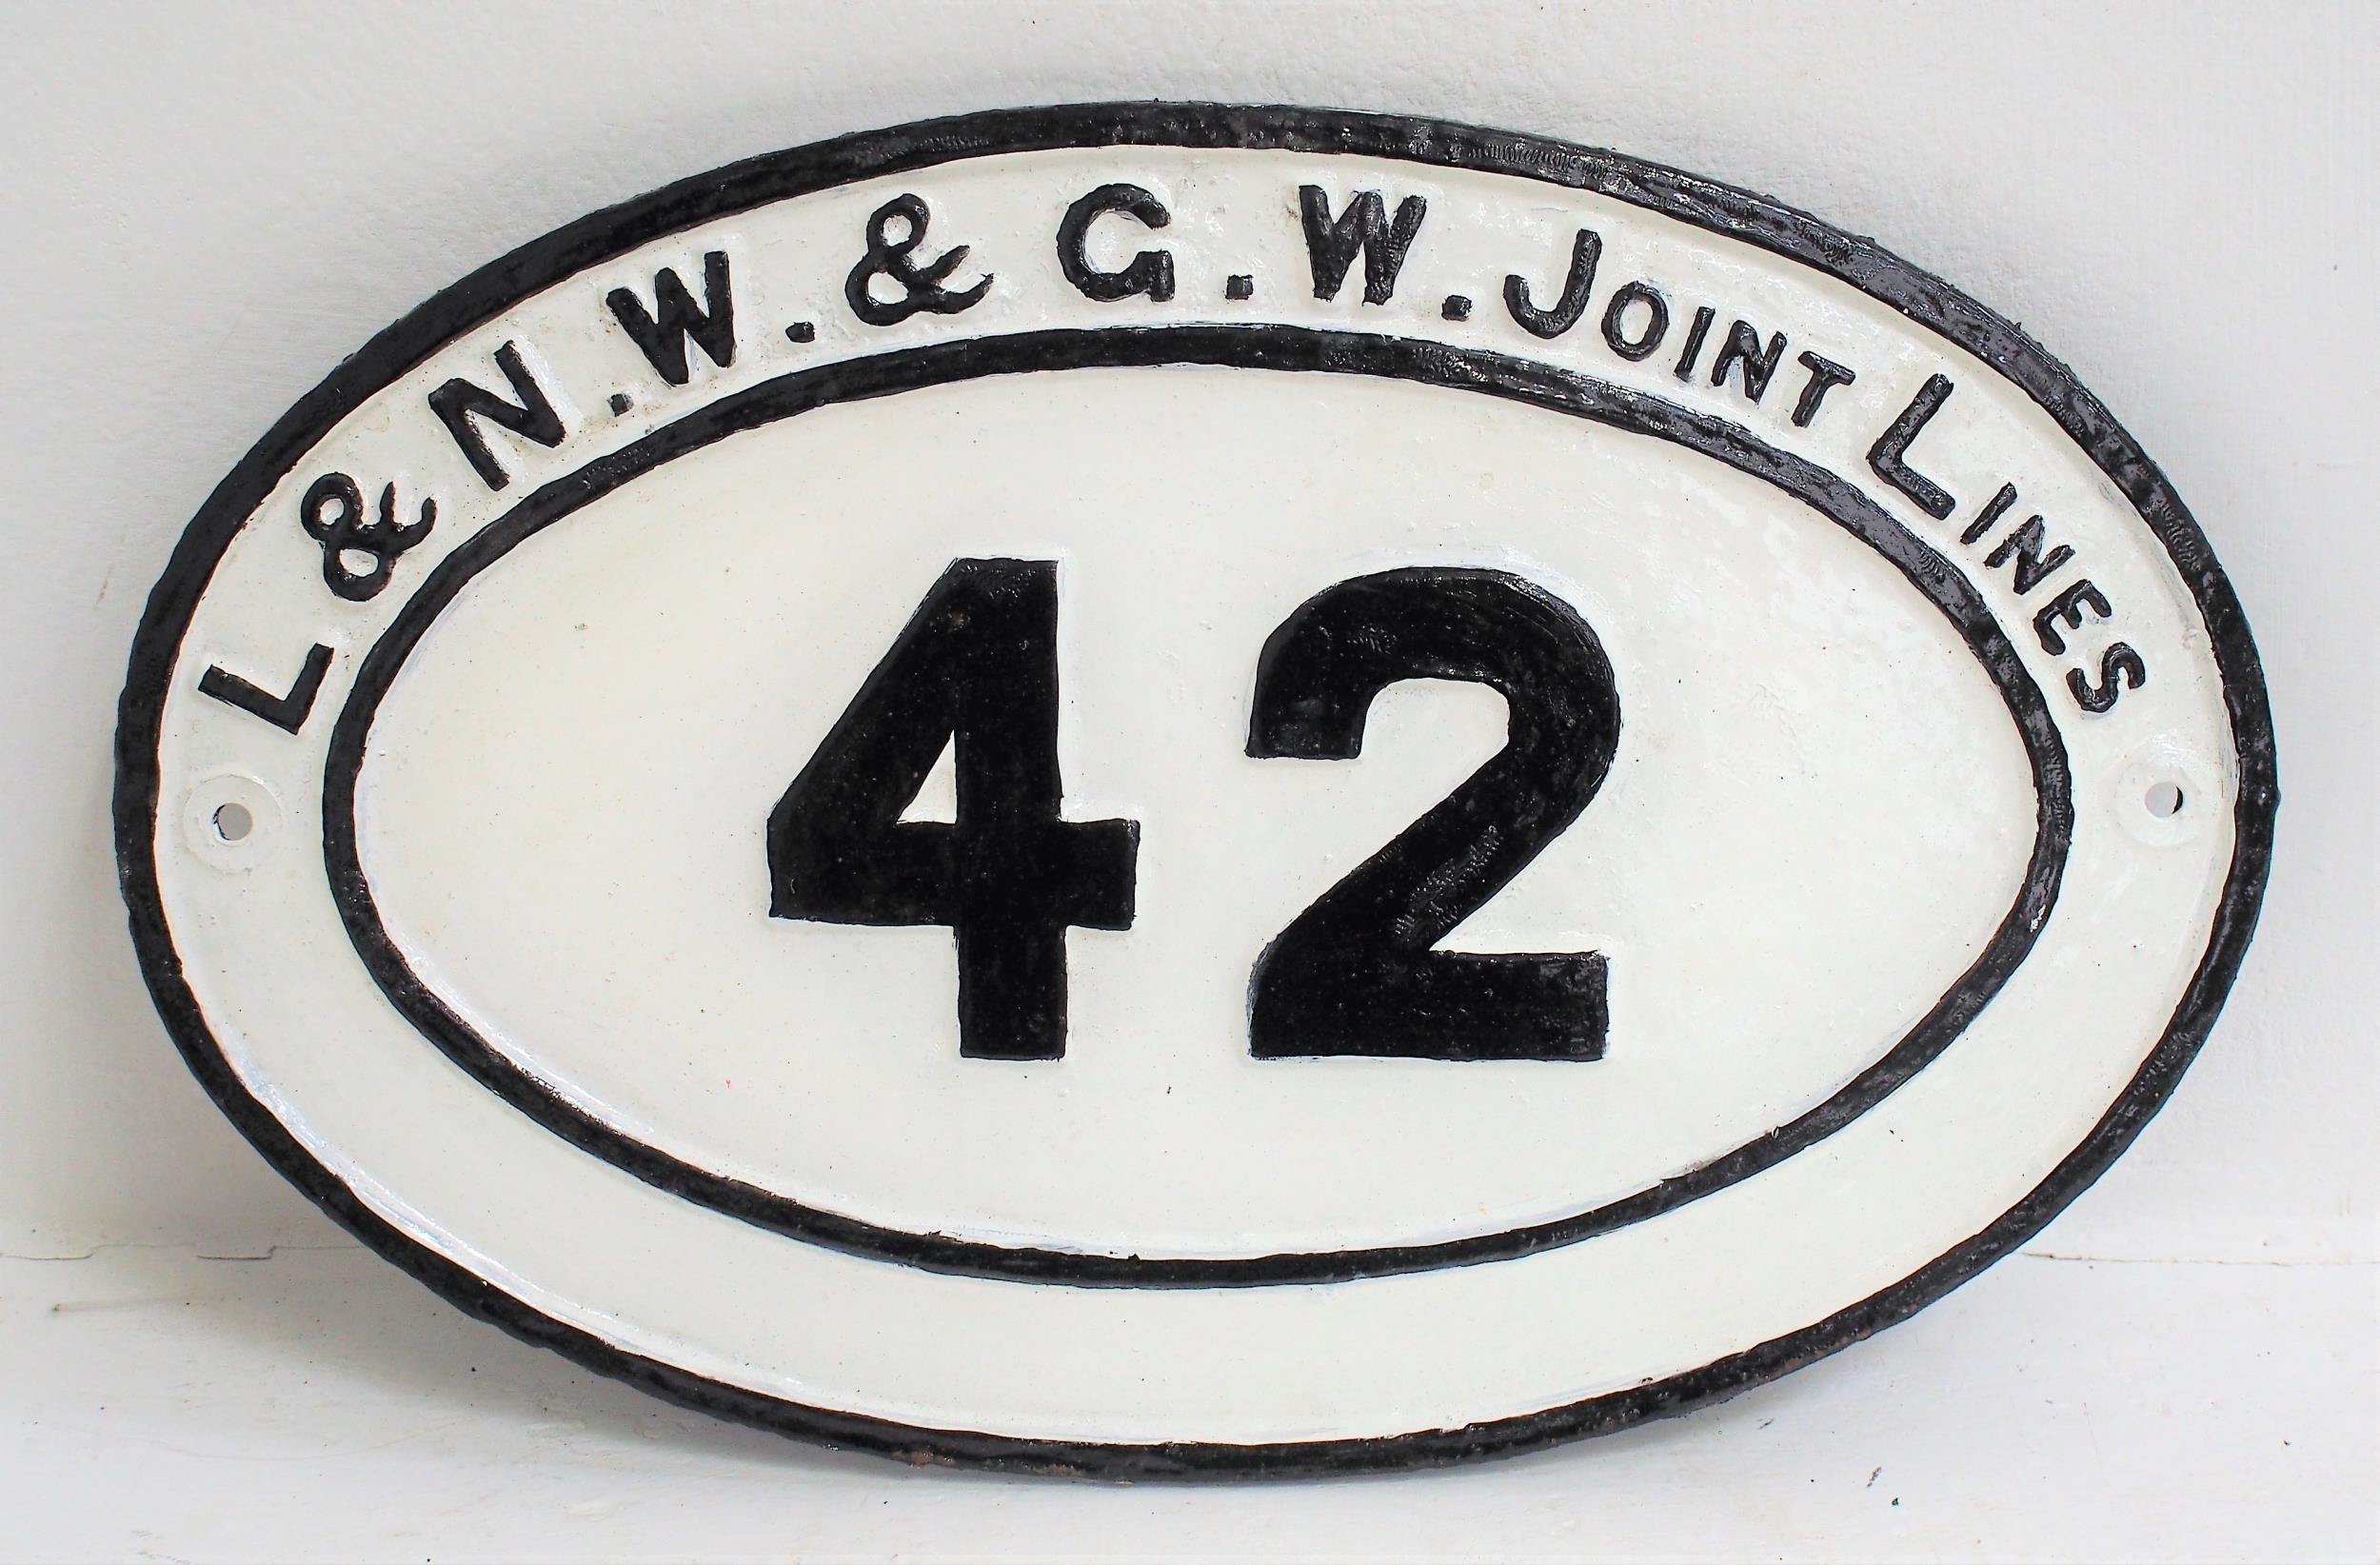 L & N.W. & G.W. JOINT LINES
42